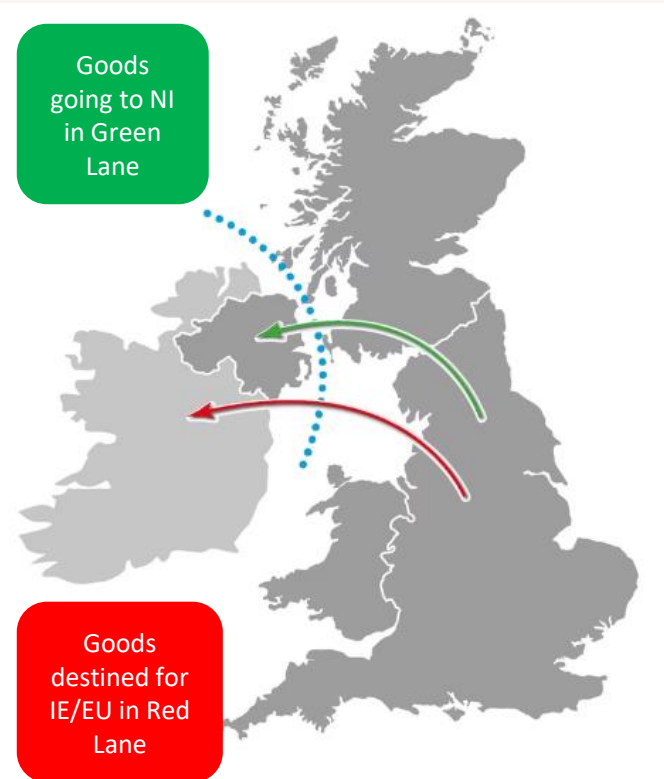 Goods
going to NI
in Green
Lane
Goods
destined for
IE/EU in Red
Lane